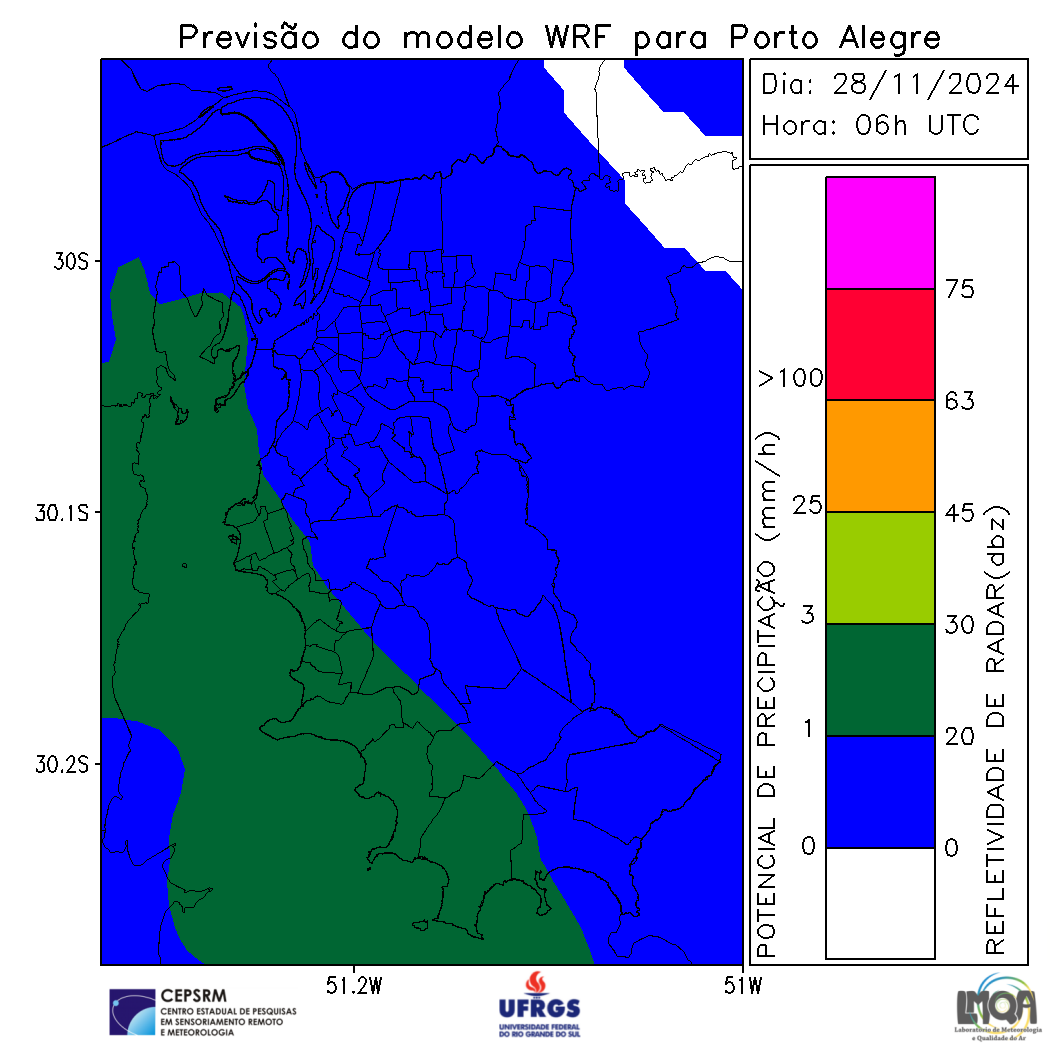 Previsão do modelo WRF para Porto Alegre
Dia: 28/11/2024
Hora: 06h UTC
30S
30.1S
30.2S
51.2W
51W
POTENCIAL DE PRECIPITAÇÃO (mm/h)
>100
25
3
1
0
75
63
45
30
20
0
REFLETIVIDADE DE RADAR(dbz)
CEPSRM
CENTRO ESTADUAL DE PESQUISAS
EM SENSORIAMENTO REMOTO
E METEOROLOGIA
UFRGS
UNIVERSIDADE FEDERAL
DO RIO GRANDE DO SUL
LMQA
Laboratório de Meteorologia
e Qualidade do Ar